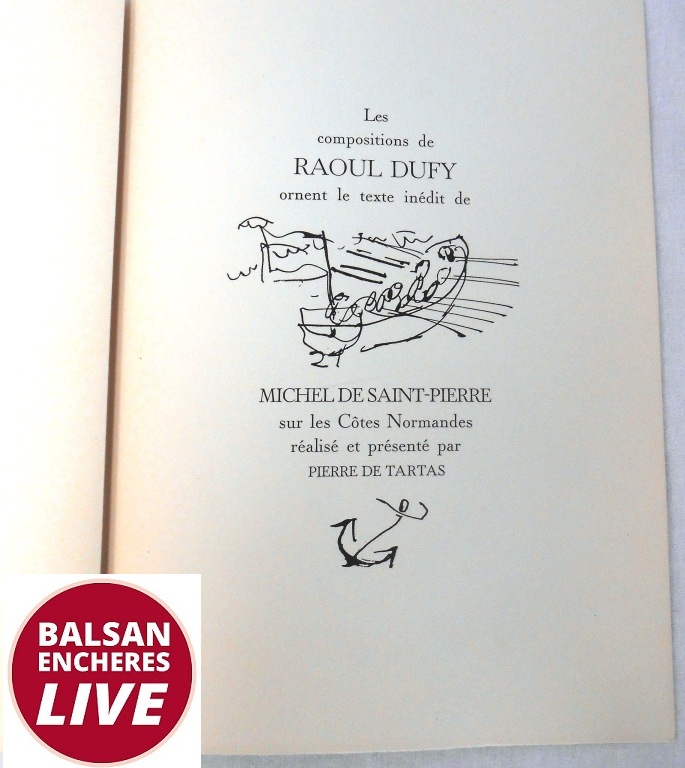 Les
compositions de
RAOUL DUFY
ornent le texte inédit de
MICHEL DE SAINT-PIERRE
sur les Côtes Normandes
réalisé et présenté par
PIERRE DE TARTAS
BALSAN
ENCHERES
LIVE